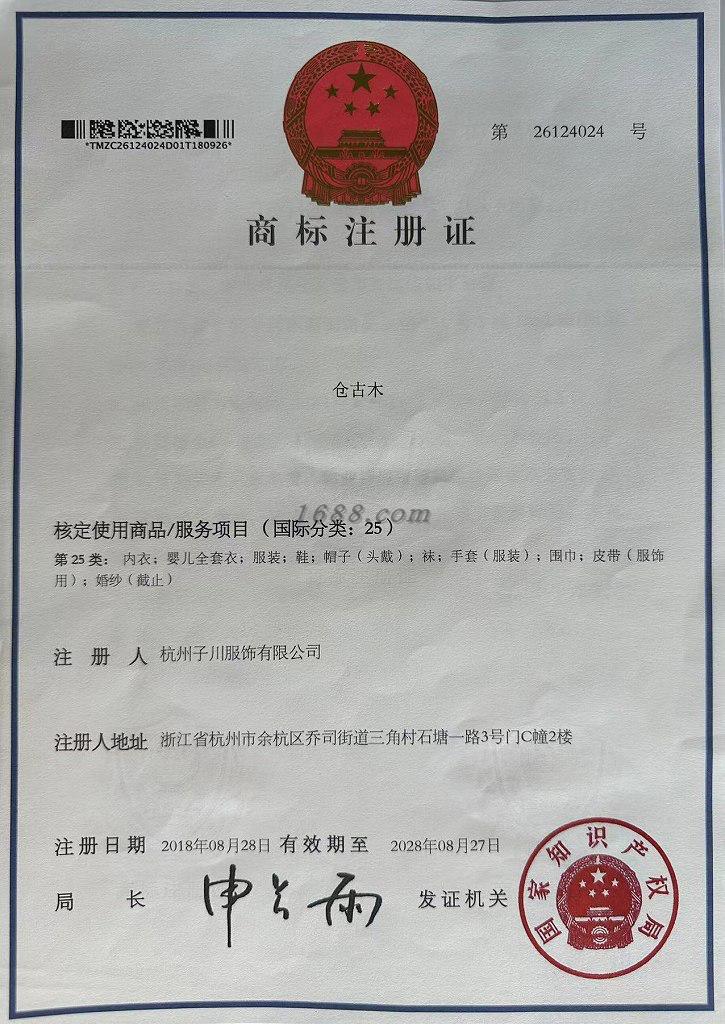 *TMZC26124024D01T180926*
第 26124024 号
商标注册证
仓古木
1688.com
核定使用商品/服务项目（国际分类：25）
第25类：内衣；婴儿全套衣；服装；鞋；帽子（头戴）；袜；手套（服装）；围巾；皮带（服饰
用）；婚纱（截止）
注册人 杭州子川服饰有限公司
注册人地址 浙江省杭州市余杭区乔司街道三角村石塘一路3号门C幢2楼
注册日期 2018年08月28日 有效期至 2028年08月27日
局长 申长雨 发证机关
国家知识产权局